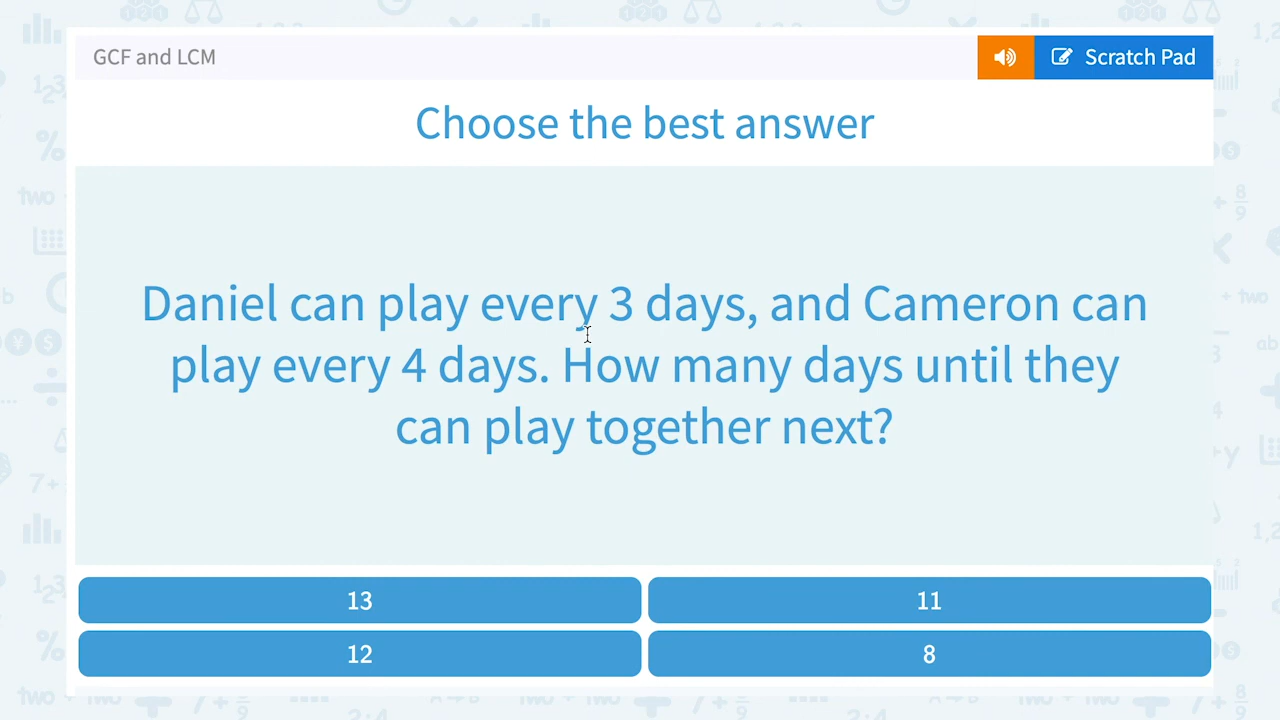 GCF and LCM
Scratch Pad
Choose the best answer
Daniel can play every 3 days, and Cameron can
play every 4 days. How many days until they
can play together next?
13
11
12
8